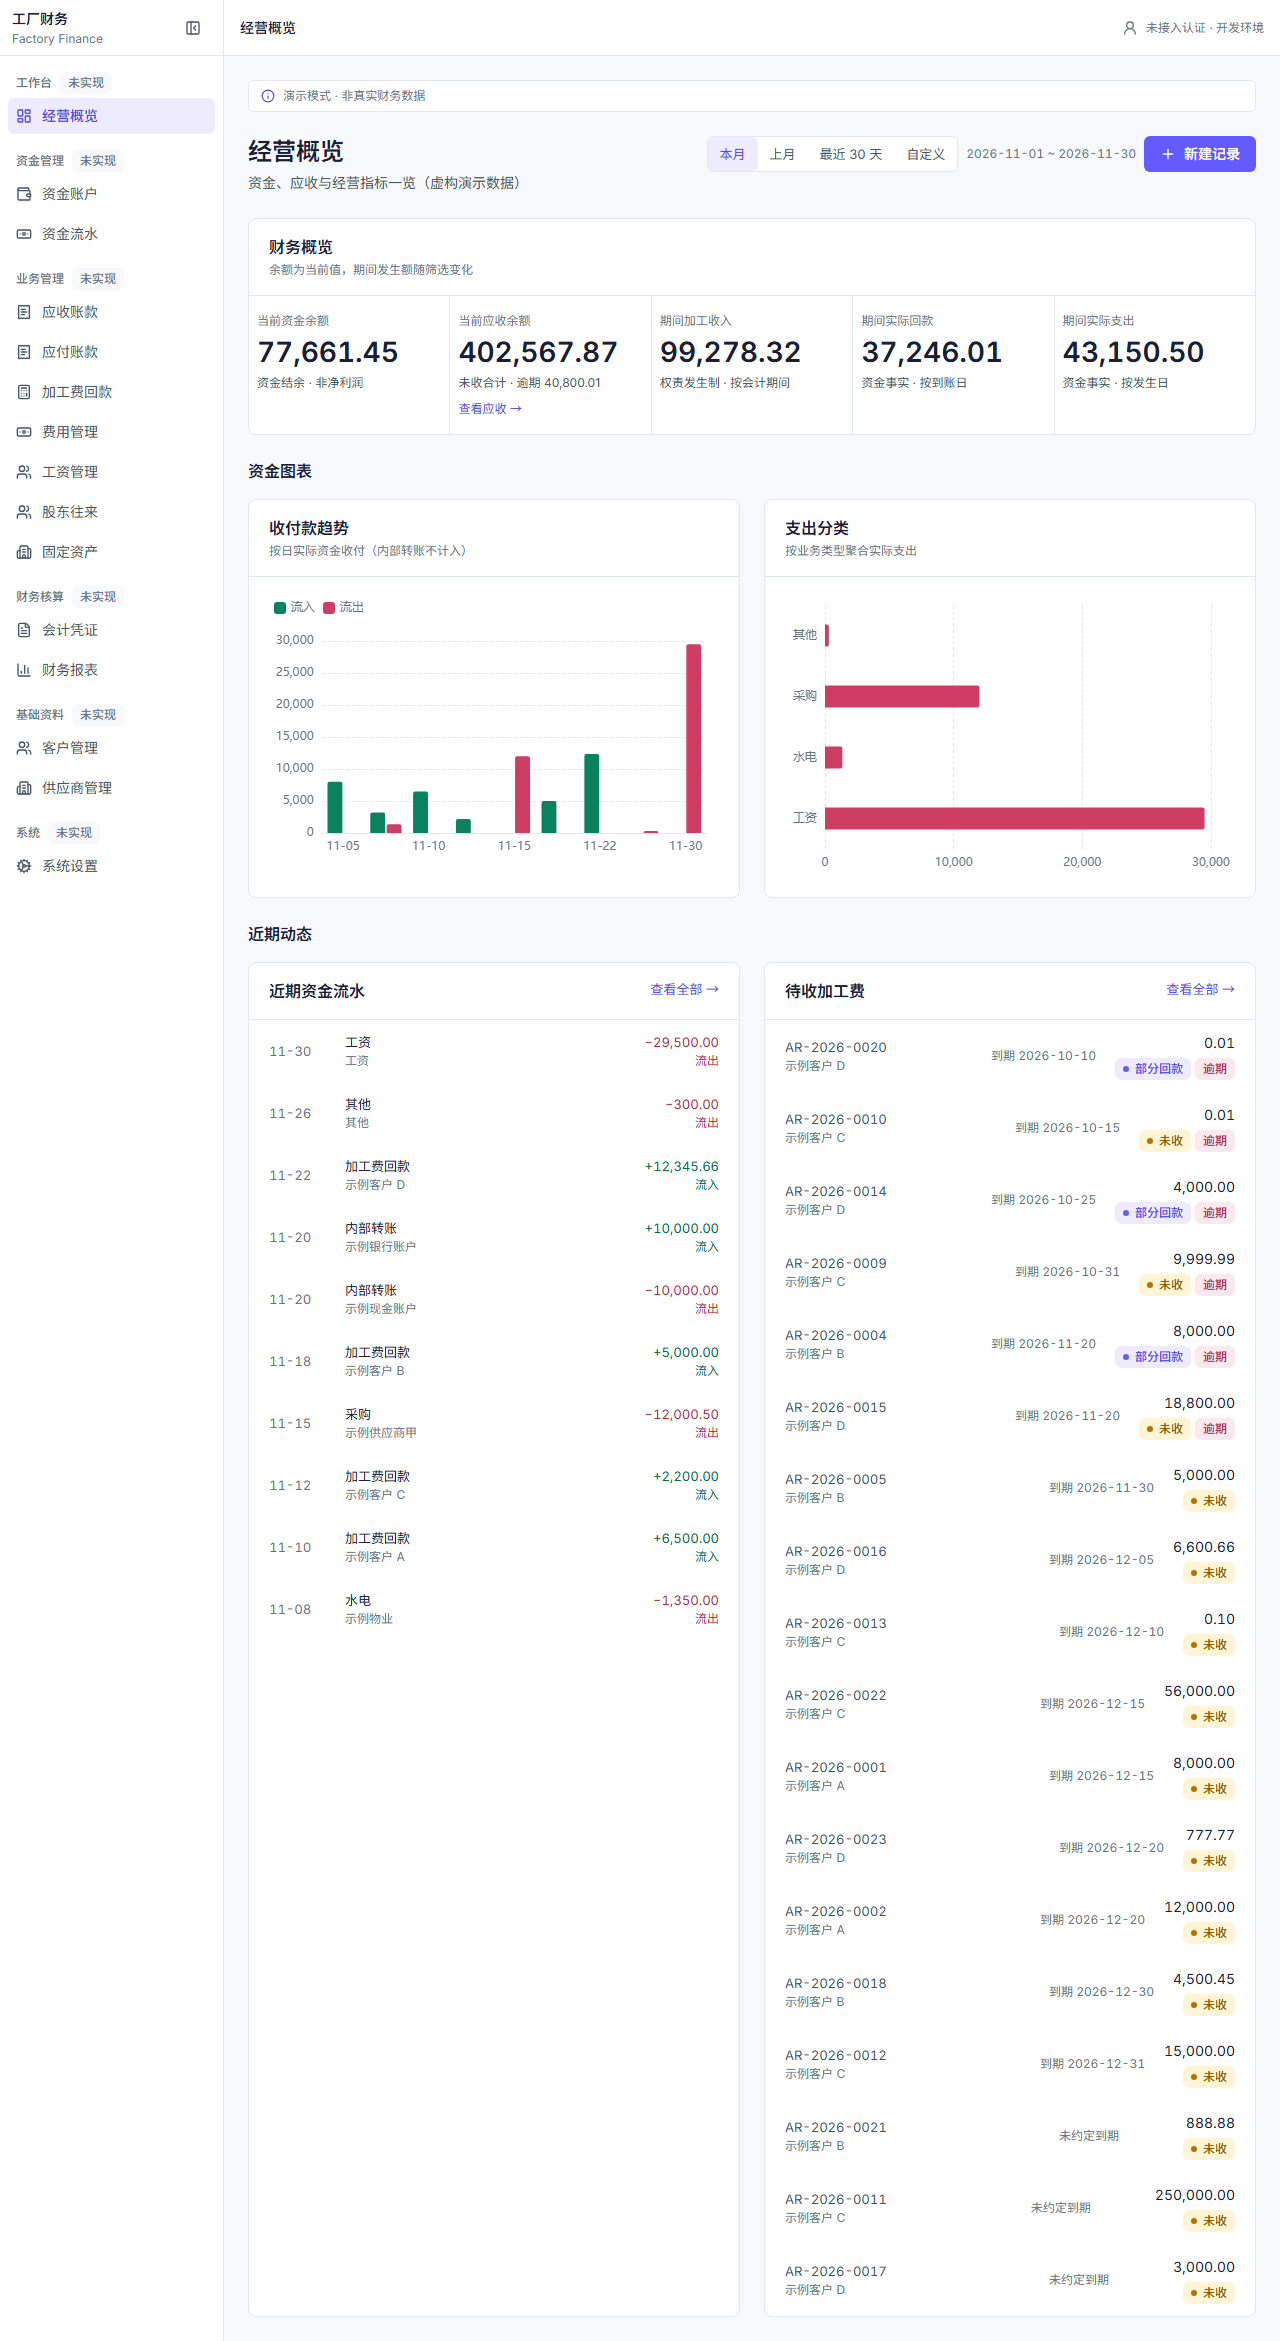 工厂财务
Factory Finance
工作台 未实现
经营概览
资金管理 未实现
资金账户
资金流水
业务管理 未实现
应收账款
应付账款
加工费回款
费用管理
工资管理
股东往来
固定资产
财务核算 未实现
会计凭证
财务报表
基础资料 未实现
客户管理
供应商管理
系统 未实现
系统设置
经营概览
未接入认证 · 开发环境
演示模式 · 非真实财务数据
经营概览
资金、应收与经营指标一览（虚构演示数据）
本月 上月 最近 30 天 自定义 2026-11-01 ~ 2026-11-30 新建记录
财务概览
余额为当前值，期间发生额随筛选变化
当前资金余额
77,661.45
资金结余 · 非净利润
当前应收余额
402,567.87
未收合计 · 逾期 40,800.01
查看应收 →
期间加工收入
99,278.32
权责发生制 · 按会计期间
期间实际回款
37,246.01
资金事实 · 按到账日
期间实际支出
43,150.50
资金事实 · 按发生日
资金图表
收付款趋势
按日实际资金收付（内部转账不计入）
流入 流出
30,000
25,000
20,000
15,000
10,000
5,000
0
11-05 11-10 11-15 11-22 11-30
支出分类
按业务类型聚合实际支出
其他
采购
水电
工资
0 10,000 20,000 30,000
近期动态
近期资金流水 查看全部 →
11-30 工资 −29,500.00
工资 流出
11-26 其他 −300.00
其他 流出
11-22 加工费回款 +12,345.66
示例客户 D 流入
11-20 内部转账 +10,000.00
示例银行账户 流入
11-20 内部转账 −10,000.00
示例现金账户 流出
11-18 加工费回款 +5,000.00
示例客户 B 流入
11-15 采购 −12,000.50
示例供应商甲 流出
11-12 加工费回款 +2,200.00
示例客户 C 流入
11-10 加工费回款 +6,500.00
示例客户 A 流入
11-08 水电 −1,350.00
示例物业 流出
待收加工费 查看全部 →
AR-2026-0020 到期 2026-10-10 0.01
示例客户 D 部分回款 逾期
AR-2026-0010 到期 2026-10-15 0.01
示例客户 C 未收 逾期
AR-2026-0014 到期 2026-10-25 4,000.00
示例客户 D 部分回款 逾期
AR-2026-0009 到期 2026-10-31 9,999.99
示例客户 C 未收 逾期
AR-2026-0004 到期 2026-11-20 8,000.00
示例客户 B 部分回款 逾期
AR-2026-0015 到期 2026-11-20 18,800.00
示例客户 D 未收 逾期
AR-2026-0005 到期 2026-11-30 5,000.00
示例客户 B 未收
AR-2026-0016 到期 2026-12-05 6,600.66
示例客户 D 未收
AR-2026-0013 到期 2026-12-10 0.10
示例客户 C 未收
AR-2026-0022 到期 2026-12-15 56,000.00
示例客户 C 未收
AR-2026-0001 到期 2026-12-15 8,000.00
示例客户 A 未收
AR-2026-0023 到期 2026-12-20 777.77
示例客户 D 未收
AR-2026-0002 到期 2026-12-20 12,000.00
示例客户 A 未收
AR-2026-0018 到期 2026-12-30 4,500.45
示例客户 B 未收
AR-2026-0012 到期 2026-12-31 15,000.00
示例客户 C 未收
AR-2026-0021 未约定到期 888.88
示例客户 B 未收
AR-2026-0011 未约定到期 250,000.00
示例客户 C 未收
AR-2026-0017 未约定到期 3,000.00
示例客户 D 未收